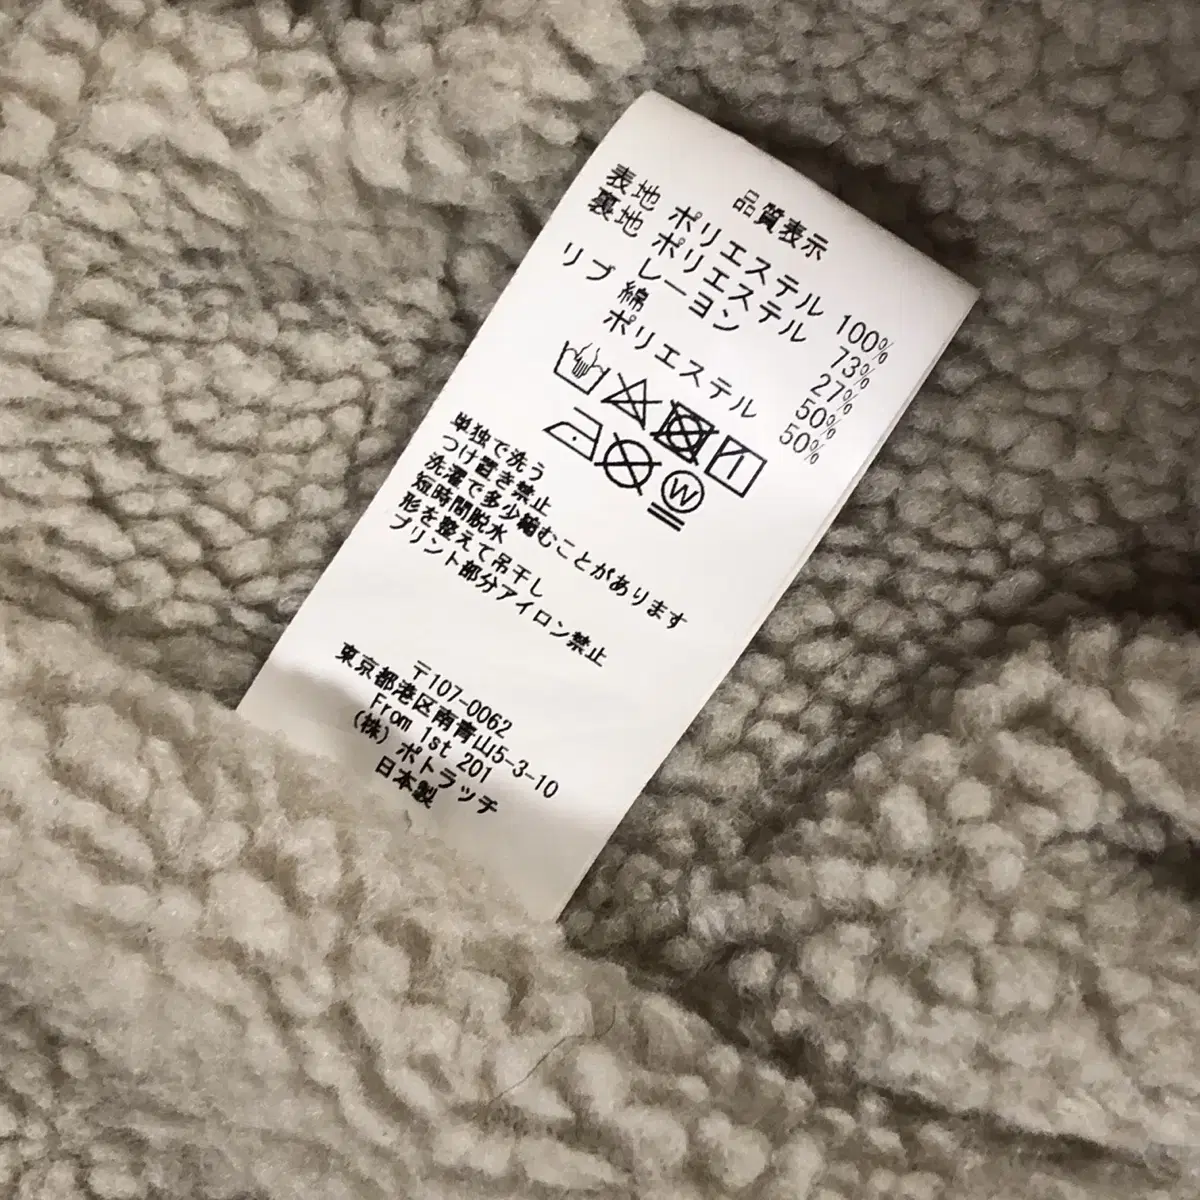 品質表示
表地 ポリエステル 100%
裏地 ポリエステル 73%
レーヨン 27%
リブ 綿 50%
ポリエステル 50%
W
単独で洗う
つけ置き禁止
洗濯で多少縮むことがあります
短時間脱水
形を整えて吊干し
プリント部分アイロン禁止
〒107-0062
東京都港区南青山5-3-10
From 1st 201
(株)ポトラッチ
日本製